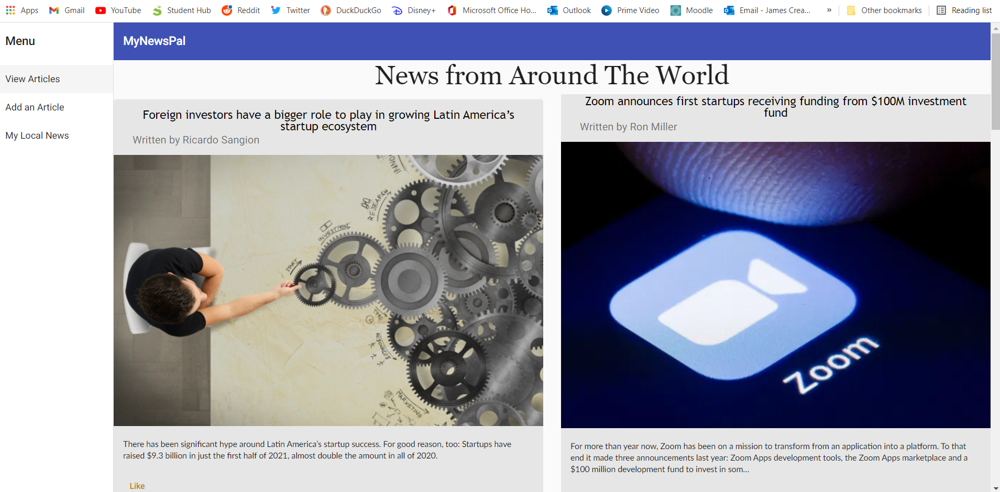 Apps Gmail YouTube Student Hub Reddit Twitter DuckDuckGo Disney+ Microsoft Office Ho... Outlook Prime Video Moodle Email - James Crea... » Other bookmarks Reading list
Menu
MyNewsPal
View Articles
Add an Article
My Local News
News from Around The World
Foreign investors have a bigger role to play in growing Latin America’s
startup ecosystem
Written by Ricardo Sangion
RESEARCH
INVESTMENT
START
TIME
RESOURCES
MARKETING
There has been significant hype around Latin America’s startup success. For good reason, too: Startups have
raised $9.3 billion in just the first half of 2021, almost double the amount in all of 2020.
Like
Zoom announces first startups receiving funding from $100M investment
fund
Written by Ron Miller
Zoom
For more than year now, Zoom has been on a mission to transform from an application into a platform. To that
end it made three announcements last year: Zoom Apps development tools, the Zoom Apps marketplace and a
$100 million development fund to invest in som...